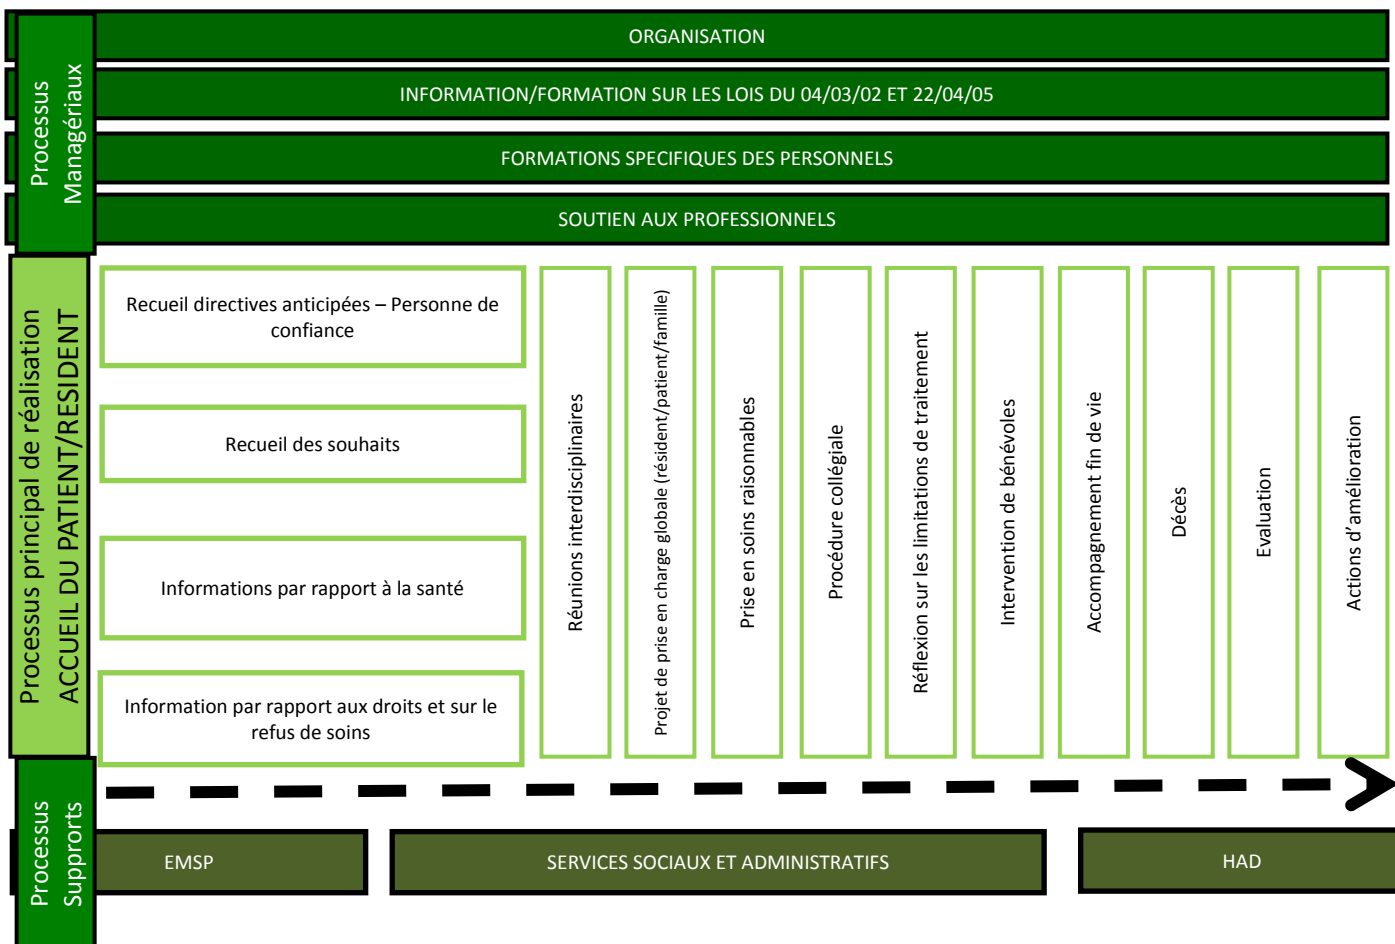 Processus
Managériaux
ORGANISATION
INFORMATION/FORMATION SUR LES LOIS DU 04/03/02 ET 22/04/05
FORMATIONS SPECIFIQUES DES PERSONNELS
SOUTIEN AUX PROFESSIONNELS
Processus principal de réalisation
ACCUEIL DU PATIENT/RESIDENT
Recueil directives anticipées – Personne de
confiance
Recueil des souhaits
Informations par rapport à la santé
Information par rapport aux droits et sur le
refus de soins
Réunions interdisciplinaires
Projet de prise en charge globale (résident/patient/famille)
Prise en soins raisonnables
Procédure collégiale
Réflexion sur les limitations de traitement
Intervention de bénévoles
Accompagnement fin de vie
Décès
Evaluation
Actions d'amélioration
Processus
Supprorts
EMSP
SERVICES SOCIAUX ET ADMINISTRATIFS
HAD